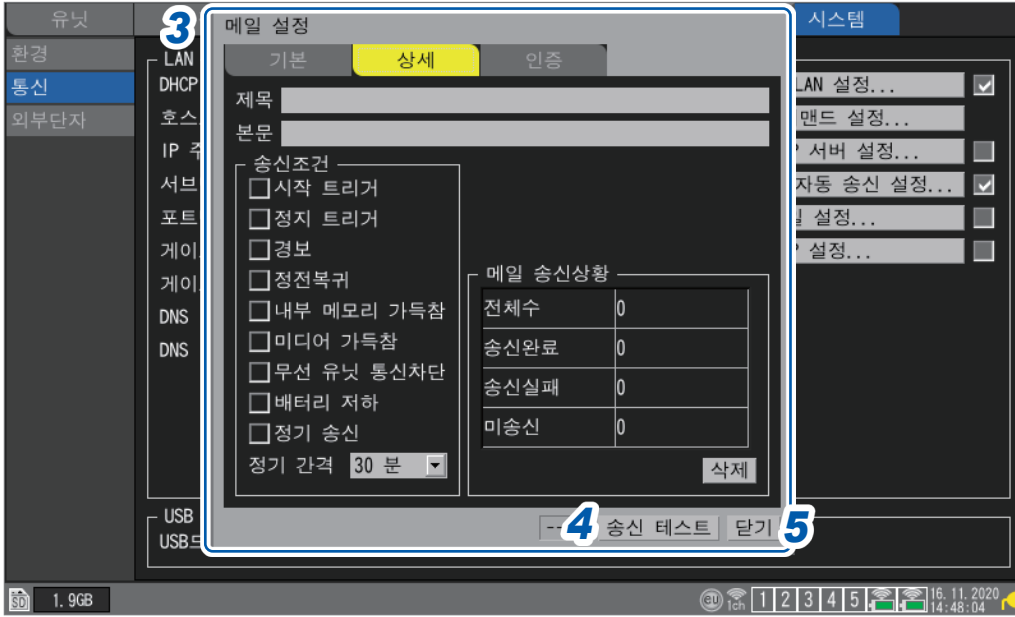 유닛
시스템
3
메일 설정
기본 상세 인증
환경
통신
외부단자
LAN
DHCP
호스
IP
서브
포트
게이
게이
DNS
DNS
제목
본문
송신조건
시작 트리거
정지 트리거
경보
정전복귀
내부 메모리 가득참
미디어 가득참
무선 유닛 통신차단
배터리 저하
정기 송신
정기 간격 30 분
메일 송신상황
전체수 0
송신완료 0
송신실패 0
미송신 0
삭제
LAN 설정...
맨드 설정...
서버 설정...
자동 송신 설정...
설정...
설정...
USB
USB드
--
4
송신 테스트
닫기
5
SD 1.9GB
eu 1ch 1 2 3 4 5
16.11.2020
14:48:04